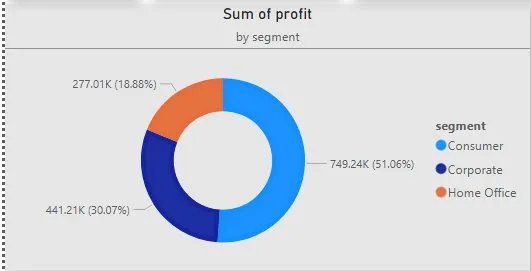 Sum of profit
by segment
277.01K (18.88%)
749.24K (51.06%)
441.21K (30.07%)
segment
Consumer
Corporate
Home Office